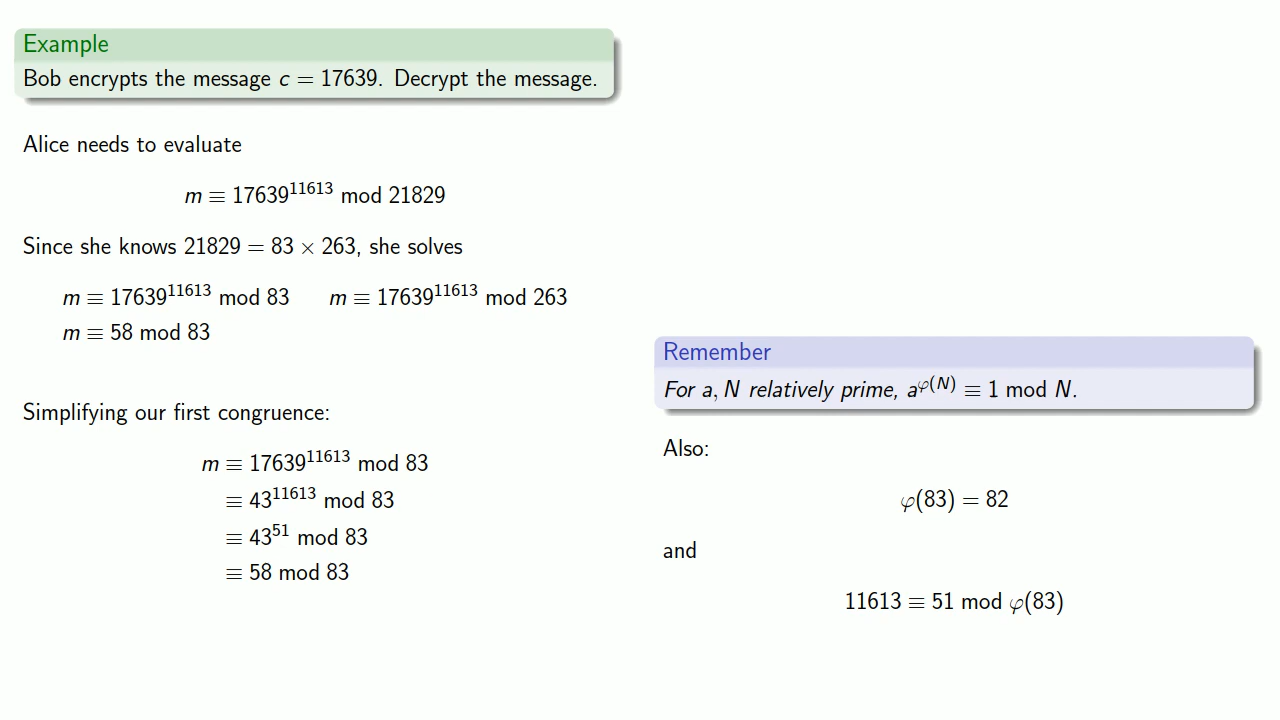 Example
Bob encrypts the message c = 17639. Decrypt the message.
Alice needs to evaluate
m ≡ 17639^11613 mod 21829
Since she knows 21829 = 83 × 263, she solves
m ≡ 17639^11613 mod 83 m ≡ 17639^11613 mod 263
m ≡ 58 mod 83
Simplifying our first congruence:
m ≡ 17639^11613 mod 83
≡ 43^11613 mod 83
≡ 43^51 mod 83
≡ 58 mod 83
Remember
For a, N relatively prime, a^φ(N) ≡ 1 mod N.
Also:
φ(83) = 82
and
11613 ≡ 51 mod φ(83)